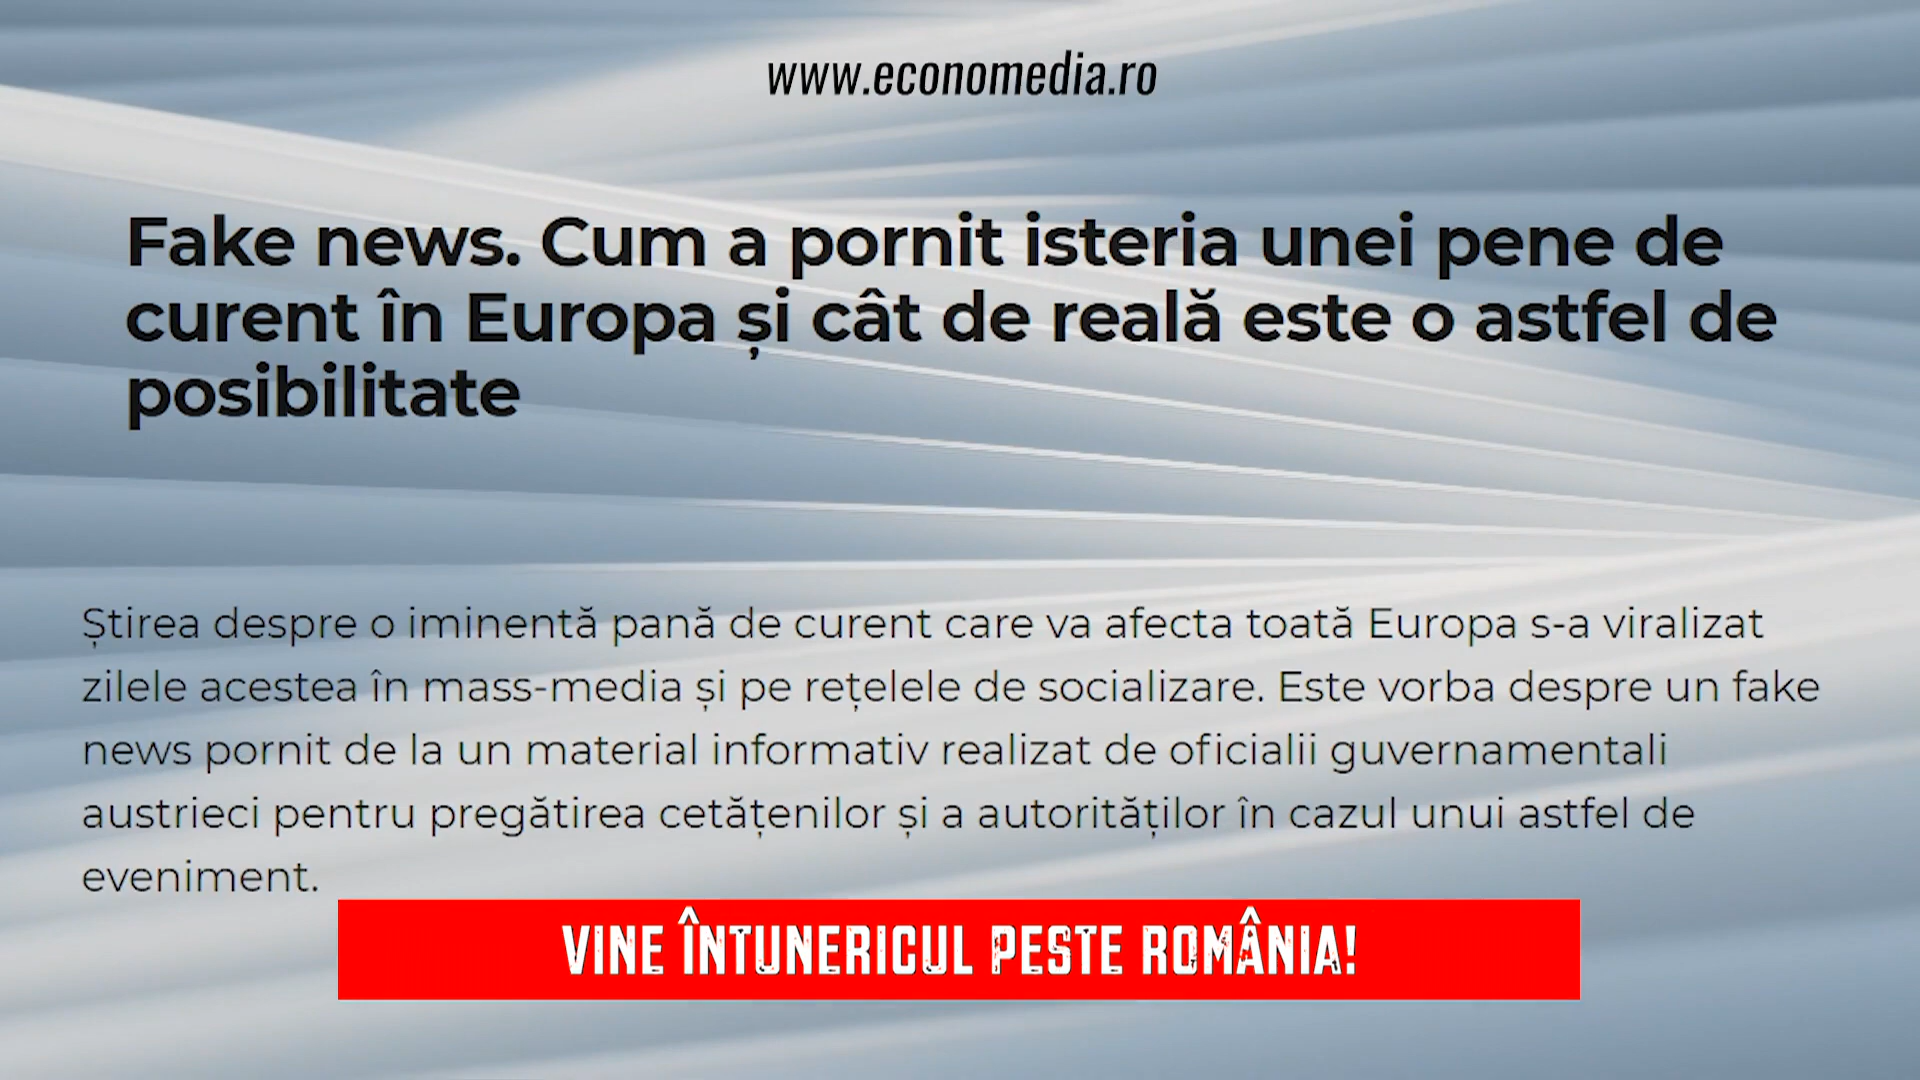 www.economedia.ro
Fake news. Cum a pornit isteria unei pene de
curent în Europa și cât de reală este o astfel de
posibilitate
Știrea despre o iminentă pană de curent care va afecta toată Europa s-a viralizat
zilele acestea în mass-media și pe rețelele de socializare. Este vorba despre un fake
news pornit de la un material informativ realizat de oficialii guvernamentali
austrieci pentru pregătirea cetățenilor și a autorităților în cazul unui astfel de
eveniment.
VINE ÎNTUNERICUL PESTE ROMÂNIA!